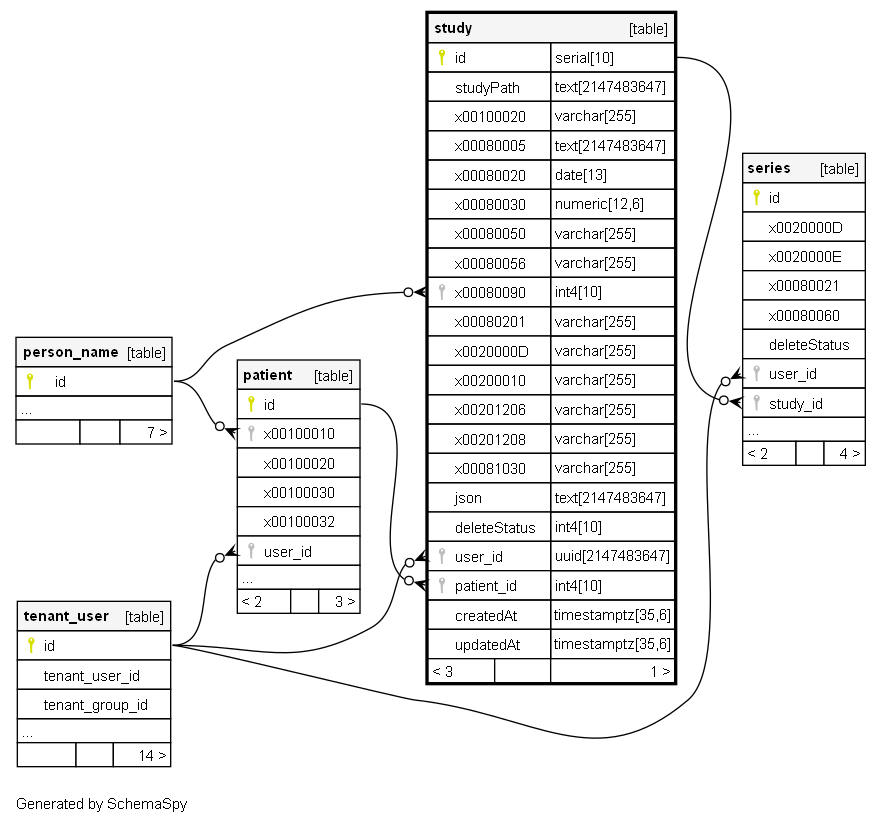 study [table]
id serial[10]
studyPath text[2147483647]
x00100020 varchar[255]
x00080005 text[2147483647]
x00080020 date[13]
x00080030 numeric[12,6]
x00080050 varchar[255]
x00080056 varchar[255]
x00080090 int4[10]
x00080201 varchar[255]
x0020000D varchar[255]
x00200010 varchar[255]
x00201206 varchar[255]
x00201208 varchar[255]
x00081030 varchar[255]
json text[2147483647]
deleteStatus int4[10]
user_id uuid[2147483647]
patient_id int4[10]
createdAt timestamptz[35,6]
updatedAt timestamptz[35,6]
< 3 1 >
series [table]
id
x0020000D
x0020000E
x00080021
x00080060
deleteStatus
user_id
study_id
...
< 2 4 >
person_name [table]
id
...
7 >
patient [table]
id
x00100010
x00100020
x00100030
x00100032
user_id
...
< 2 3 >
tenant_user [table]
id
tenant_user_id
tenant_group_id
...
14 >
Generated by SchemaSpy